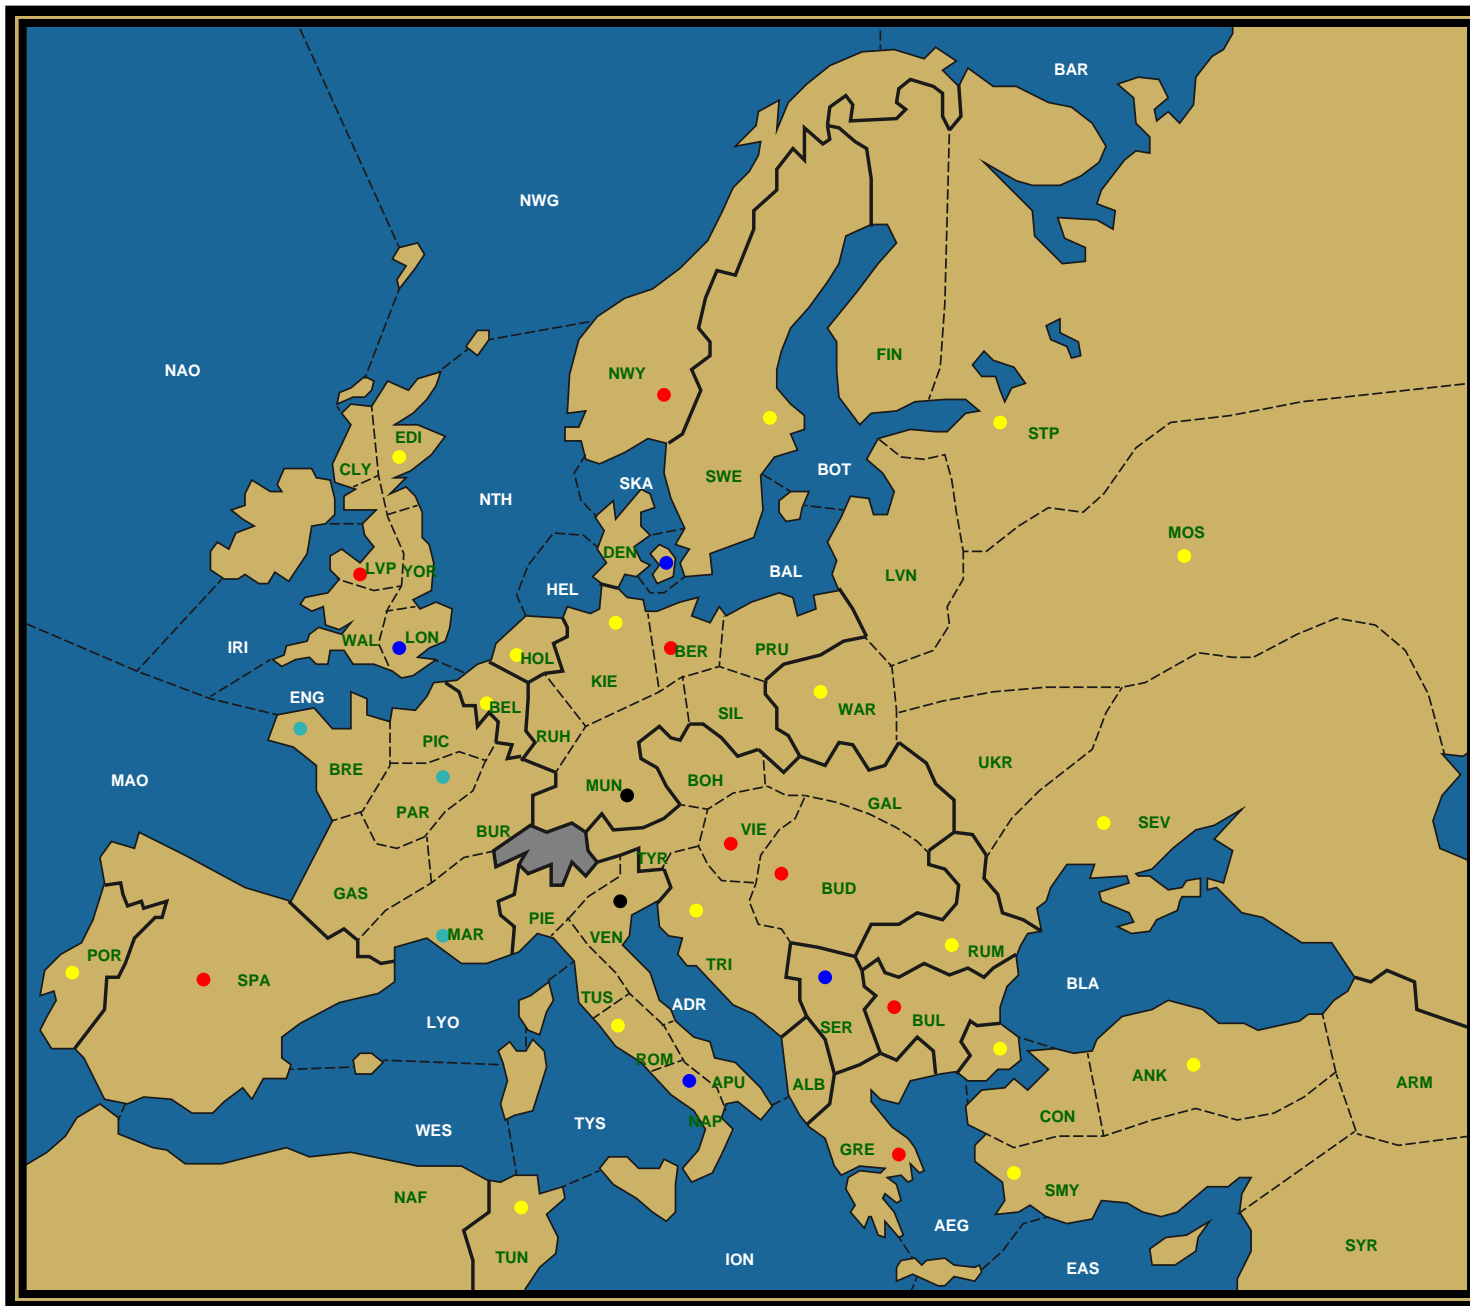 BAR
NWG
FIN
NAO
NWY
STP
EDI
CLY
SKA
SWE
BOT
NTH
MOS
DEN
LVP
YOR
HEL
BAL
LVN
IRI
WAL
LON
HOL
BER
PRU
KIE
ENG
BEL
SIL
WAR
PIC
RUH
UKR
BRE
MAO
MUN
BOH
PAR
GAL
BUR
VIE
SEV
TYR
GAS
BUD
PIE
MAR
VEN
POR
TRI
RUM
SPA
TUS
ADR
BLA
LYO
SER
BUL
ROM
APU
ALB
ANK
ARM
NAP
CON
WES
TYS
GRE
NAF
SMY
AEG
TUN
ION
EAS
SYR